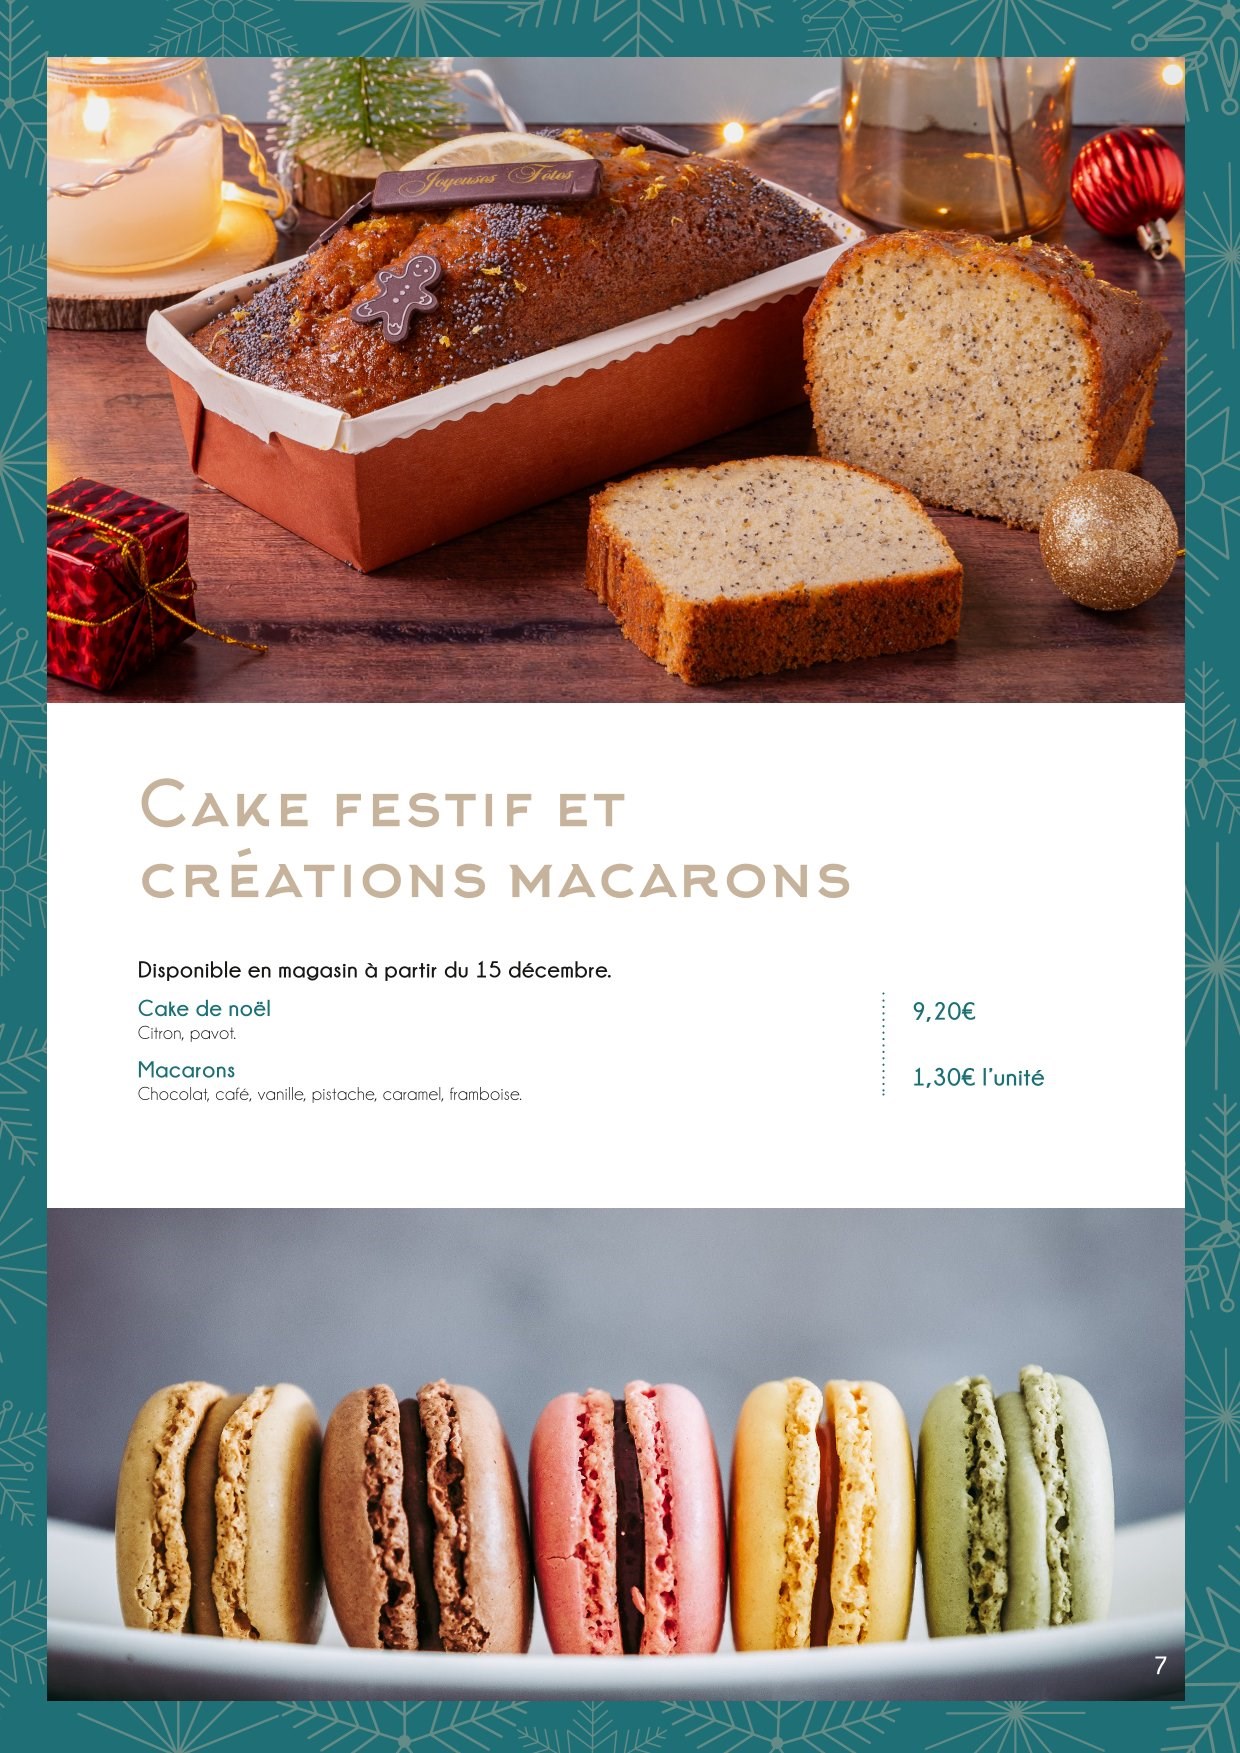 Joyeuses Fêtes
Cake festif et
créations macarons
Disponible en magasin à partir du 15 décembre.
Cake de noël
9,20€
Citron, pavot.
Macarons
1,30€ l'unité
Chocolat, café, vanille, pistache, caramel, framboise.
7